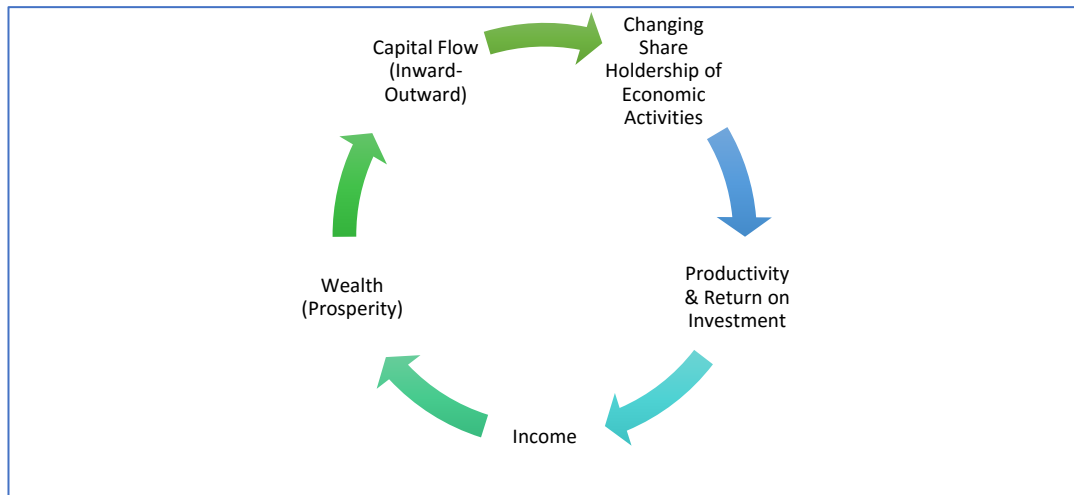 Capital Flow
(Inward-
Outward)
Changing
Share
Holdership of
Economic
Activities
Productivity
& Return on
Investment
Income
Wealth
(Prosperity)